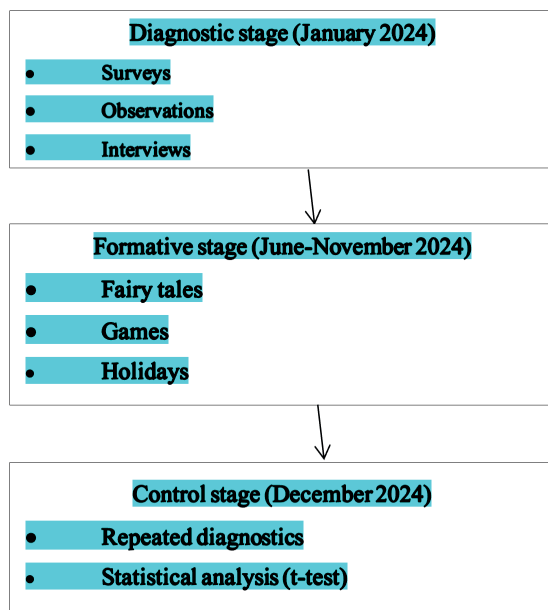 Diagnostic stage (January 2024)
• Surveys
• Observations
• Interviews
Formative stage (June-November 2024)
• Fairy tales
• Games
• Holidays
Control stage (December 2024)
• Repeated diagnostics
• Statistical analysis (t-test)